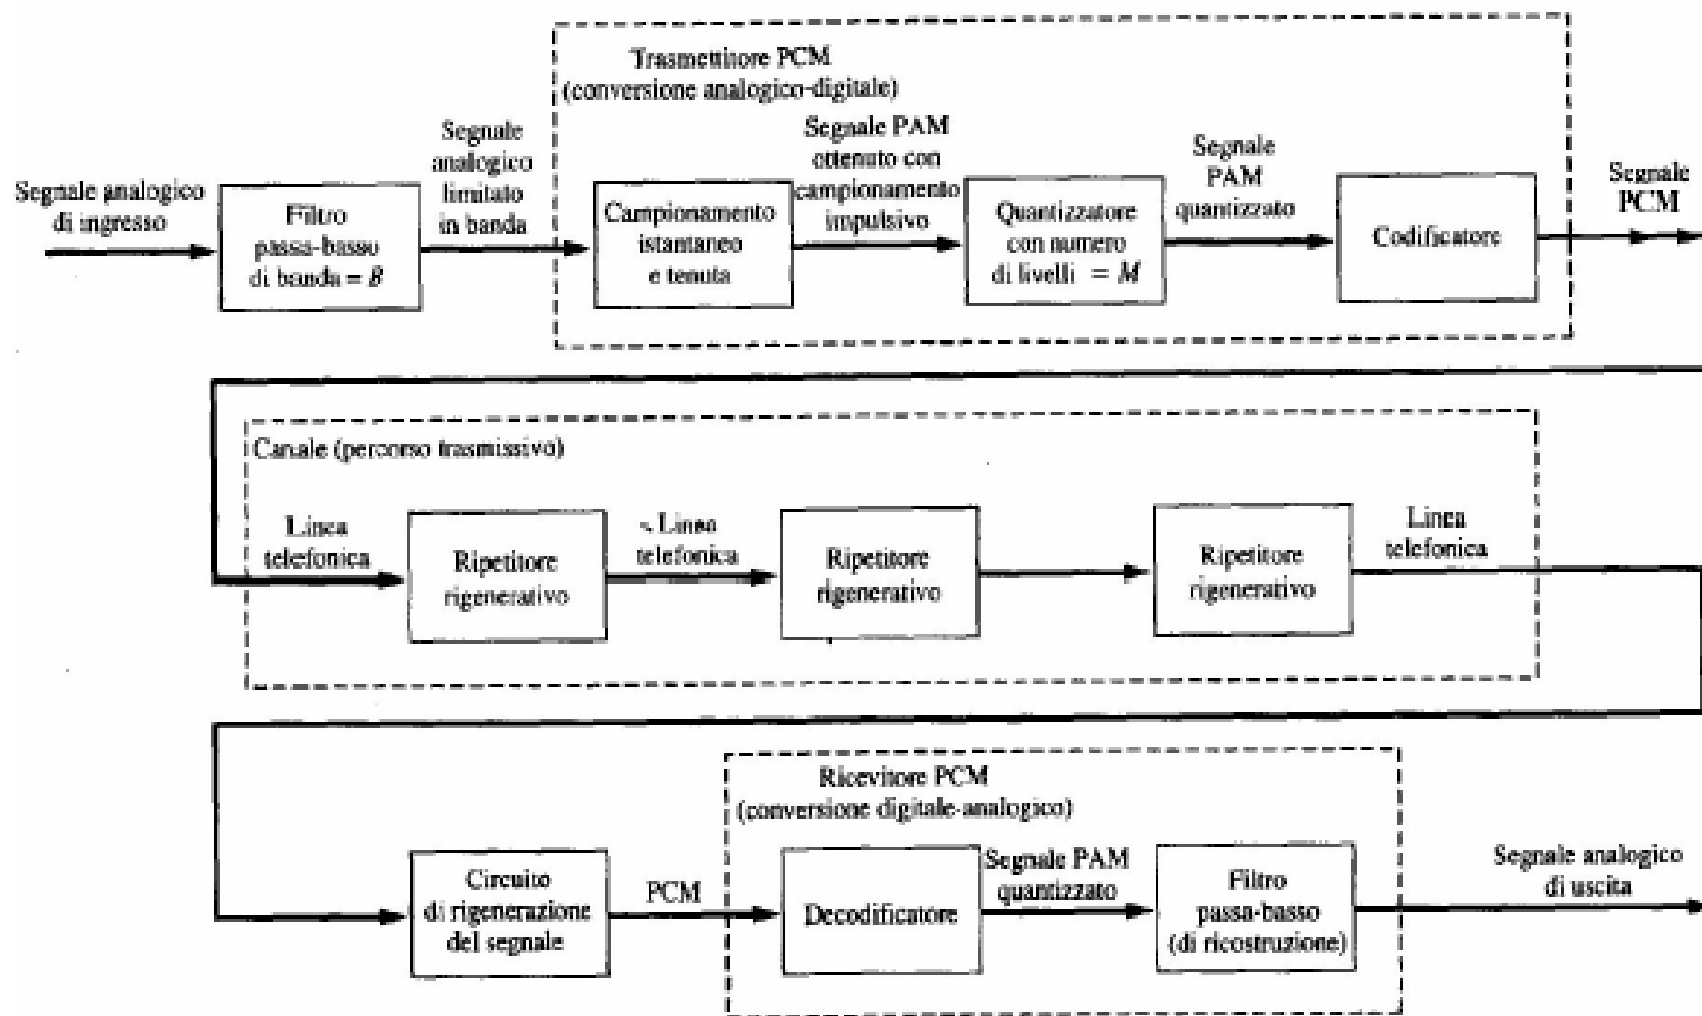 Trasmettitore PCM
(conversione analogico-digitale)
Segnale analogico
di ingresso
Filtro
passa-basso
di banda = B
Segnale
analogico
limitato
in banda
Campionamento
istantaneo
e tenuta
Segnale PAM
ottenuto con
campionamento
impulsivo
Quantizzatore
con numero
di livelli = M
Segnale
PAM
quantizzato
Codificatore
Segnale
PCM
Canale (percorso trasmissivo)
Linea
telefonica
Ripetitore
rigenerativo
Linea
telefonica
Ripetitore
rigenerativo
Ripetitore
rigenerativo
Linea
telefonica
Ricevitore PCM
(conversione digitale-analogico)
Circuito
di rigenerazione
del segnale
PCM
Decodificatore
Segnale PAM
quantizzato
Filtro
passa-basso
(di ricostruzione)
Segnale analogico
di uscita